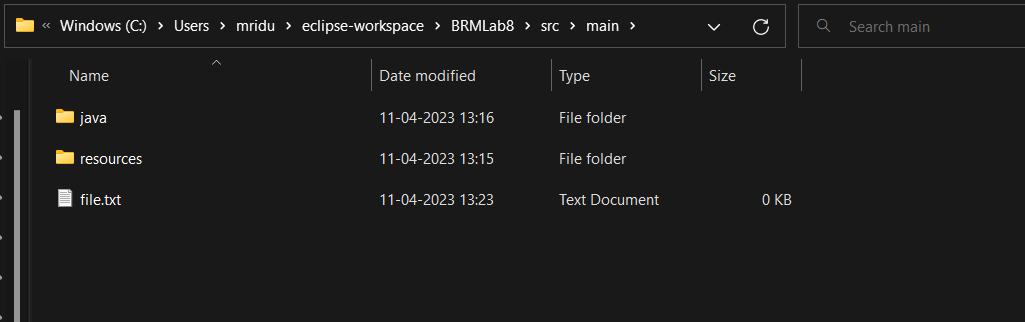 « Windows (C:) > Users > mridu > eclipse-workspace > BRMLab8 > src > main > Search main
Name Date modified Type Size
java 11-04-2023 13:16 File folder
resources 11-04-2023 13:15 File folder
file.txt 11-04-2023 13:23 Text Document 0 KB